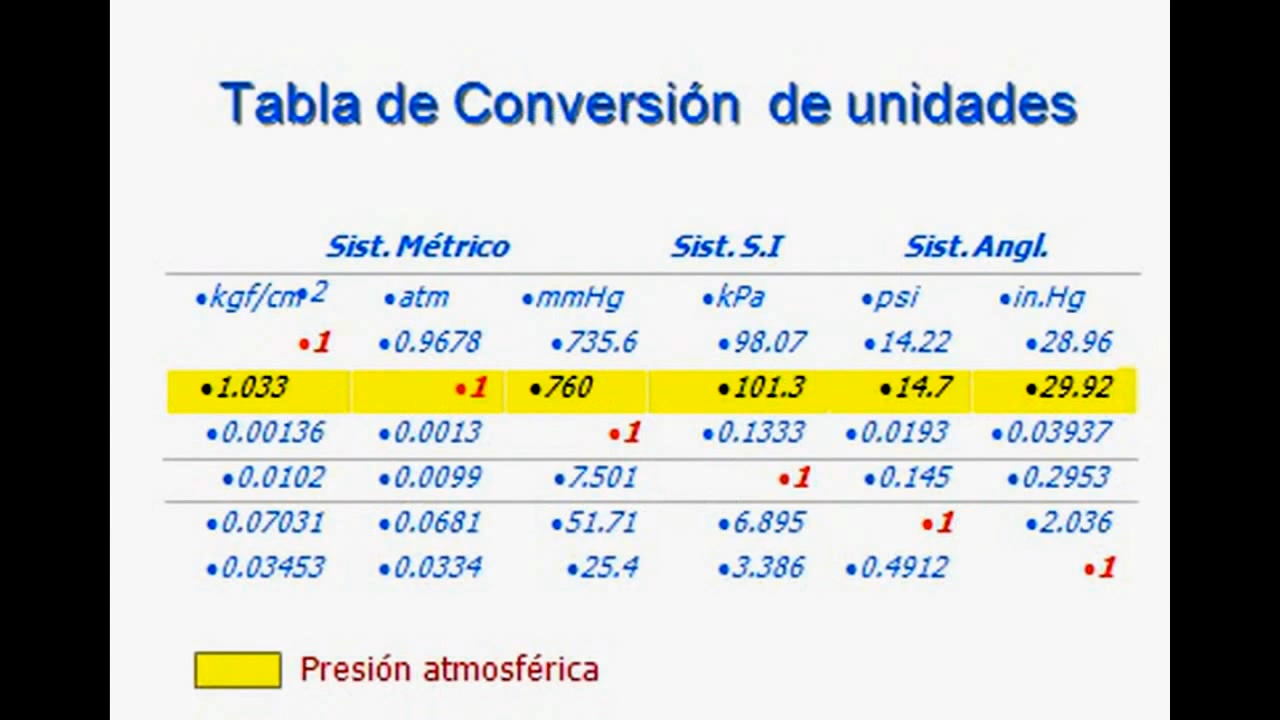 Tabla de Conversión de unidades
Sist. Métrico Sist. S.I Sist. Angl.
•kgf/cm•2 •atm •mmHg •kPa •psi •in.Hg
•1 •0.9678 •735.6 •98.07 •14.22 •28.96
•1.033 •1 •760 •101.3 •14.7 •29.92
•0.00136 •0.0013 •1 •0.1333 •0.0193 •0.03937
•0.0102 •0.0099 •7.501 •1 •0.145 •0.2953
•0.07031 •0.0681 •51.71 •6.895 •1 •2.036
•0.03453 •0.0334 •25.4 •3.386 •0.4912 •1
Presión atmosférica